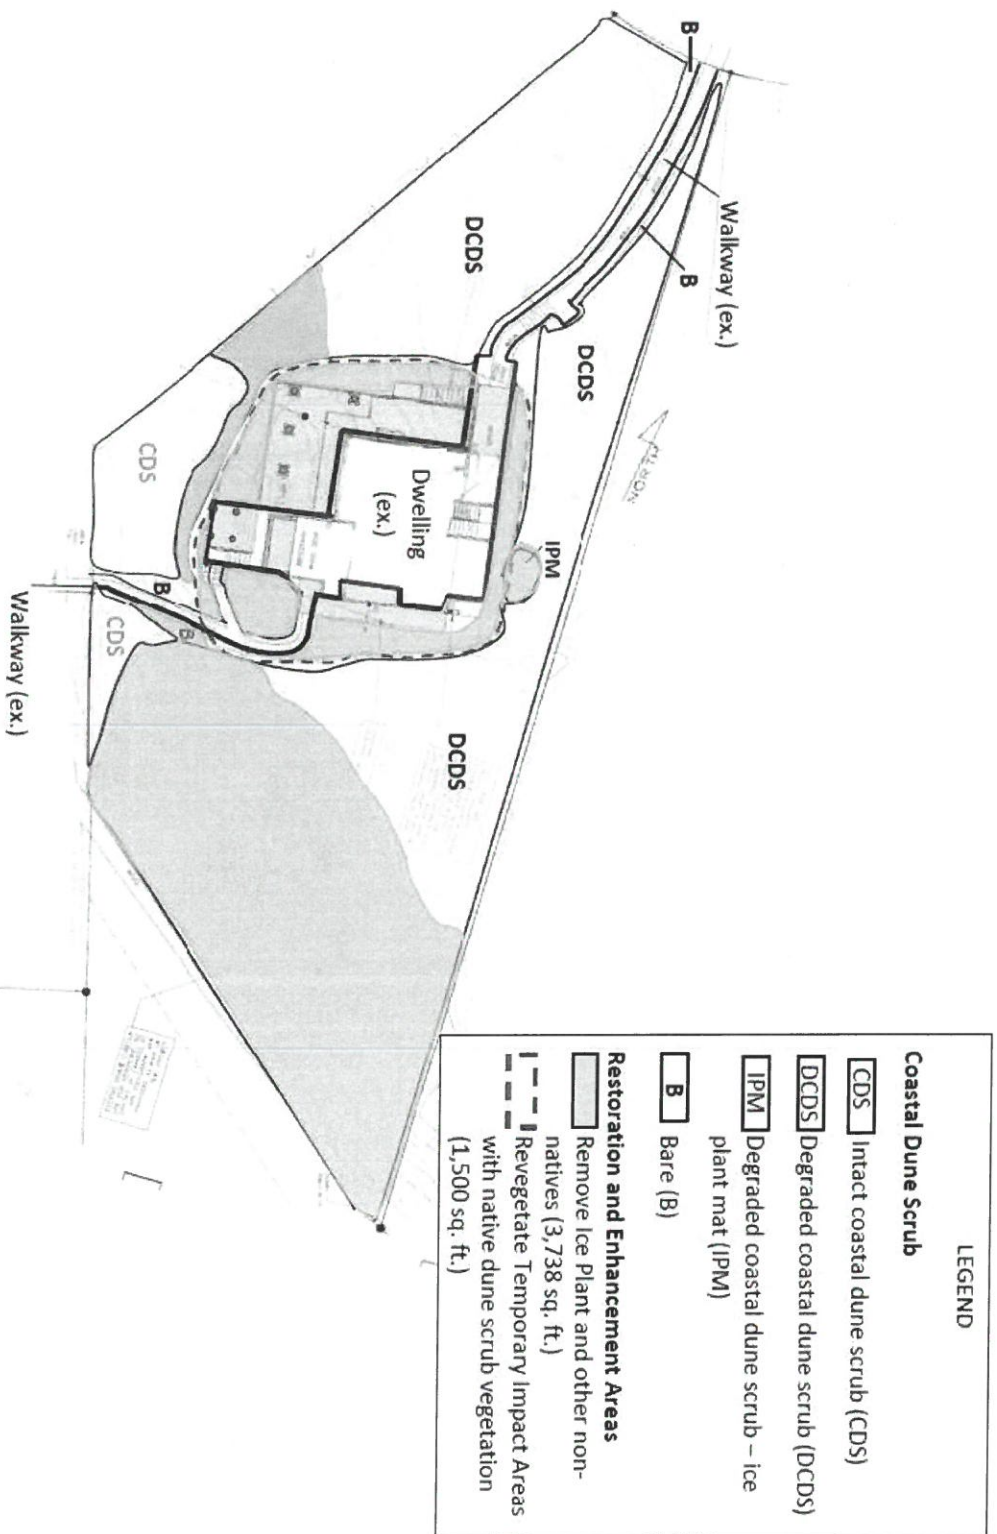 LEGEND
Coastal Dune Scrub
CDS Intact coastal dune scrub (CDS)
DCDS Degraded coastal dune scrub (DCDS)
IPM Degraded coastal dune scrub – ice
plant mat (IPM)
B Bare (B)
Restoration and Enhancement Areas
Remove Ice Plant and other non-
natives (3,738 sq. ft.)
Revegetate Temporary Impact Areas
with native dune scrub vegetation
(1,500 sq. ft.)
B
Walkway (ex.)
B
DCDS
DCDS
Dwelling
(ex.)
IPM
DCDS
CDS
B
B
CDS
Walkway (ex.)